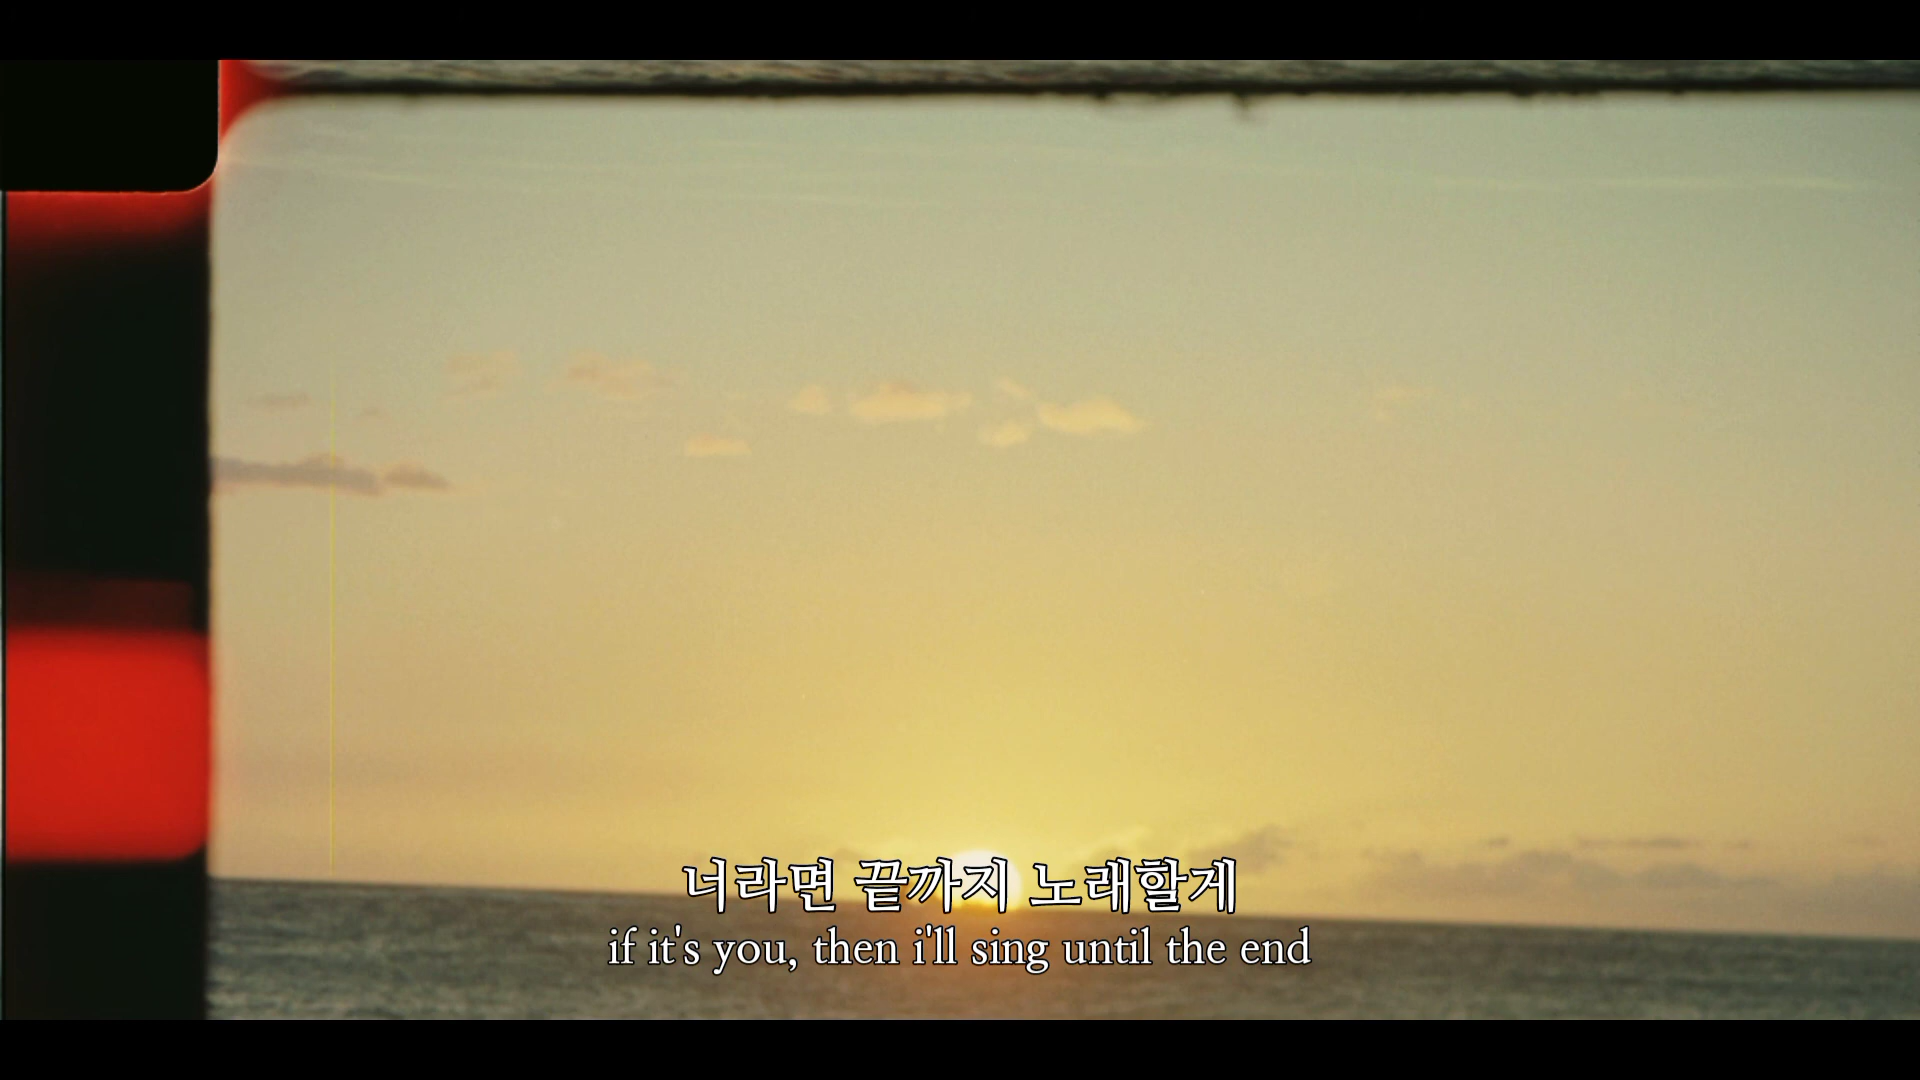 너라면 끝까지 노래할게
if it's you, then i'll sing until the end